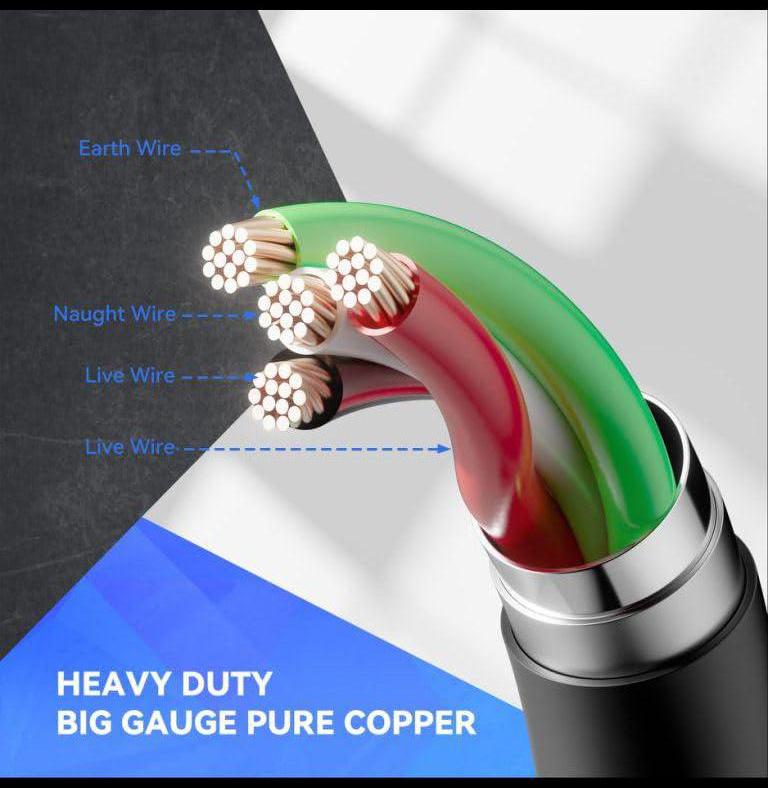 Earth Wire
Naught Wire
Live Wire
Live Wire
HEAVY DUTY
BIG GAUGE PURE COPPER